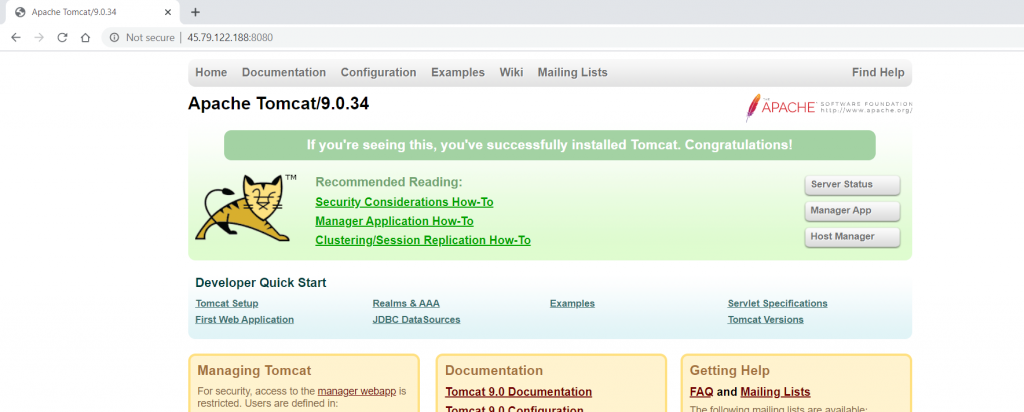 Apache Tomcat/9.0.34
Not secure | 45.79.122.188:8080
Home Documentation Configuration Examples Wiki Mailing Lists Find Help
Apache Tomcat/9.0.34
THE
APACHE SOFTWARE FOUNDATION
http://www.apache.org/
If you're seeing this, you've successfully installed Tomcat. Congratulations!
TM
Recommended Reading:
Security Considerations How-To
Manager Application How-To
Clustering/Session Replication How-To
Server Status
Manager App
Host Manager
Developer Quick Start
Tomcat Setup
First Web Application
Realms & AAA
JDBC DataSources
Examples
Servlet Specifications
Tomcat Versions
Managing Tomcat
For security, access to the manager webapp is
restricted. Users are defined in:
Documentation
Tomcat 9.0 Documentation
Tomcat 9.0 Configuration
Getting Help
FAQ and Mailing Lists
The following mailing lists are available: